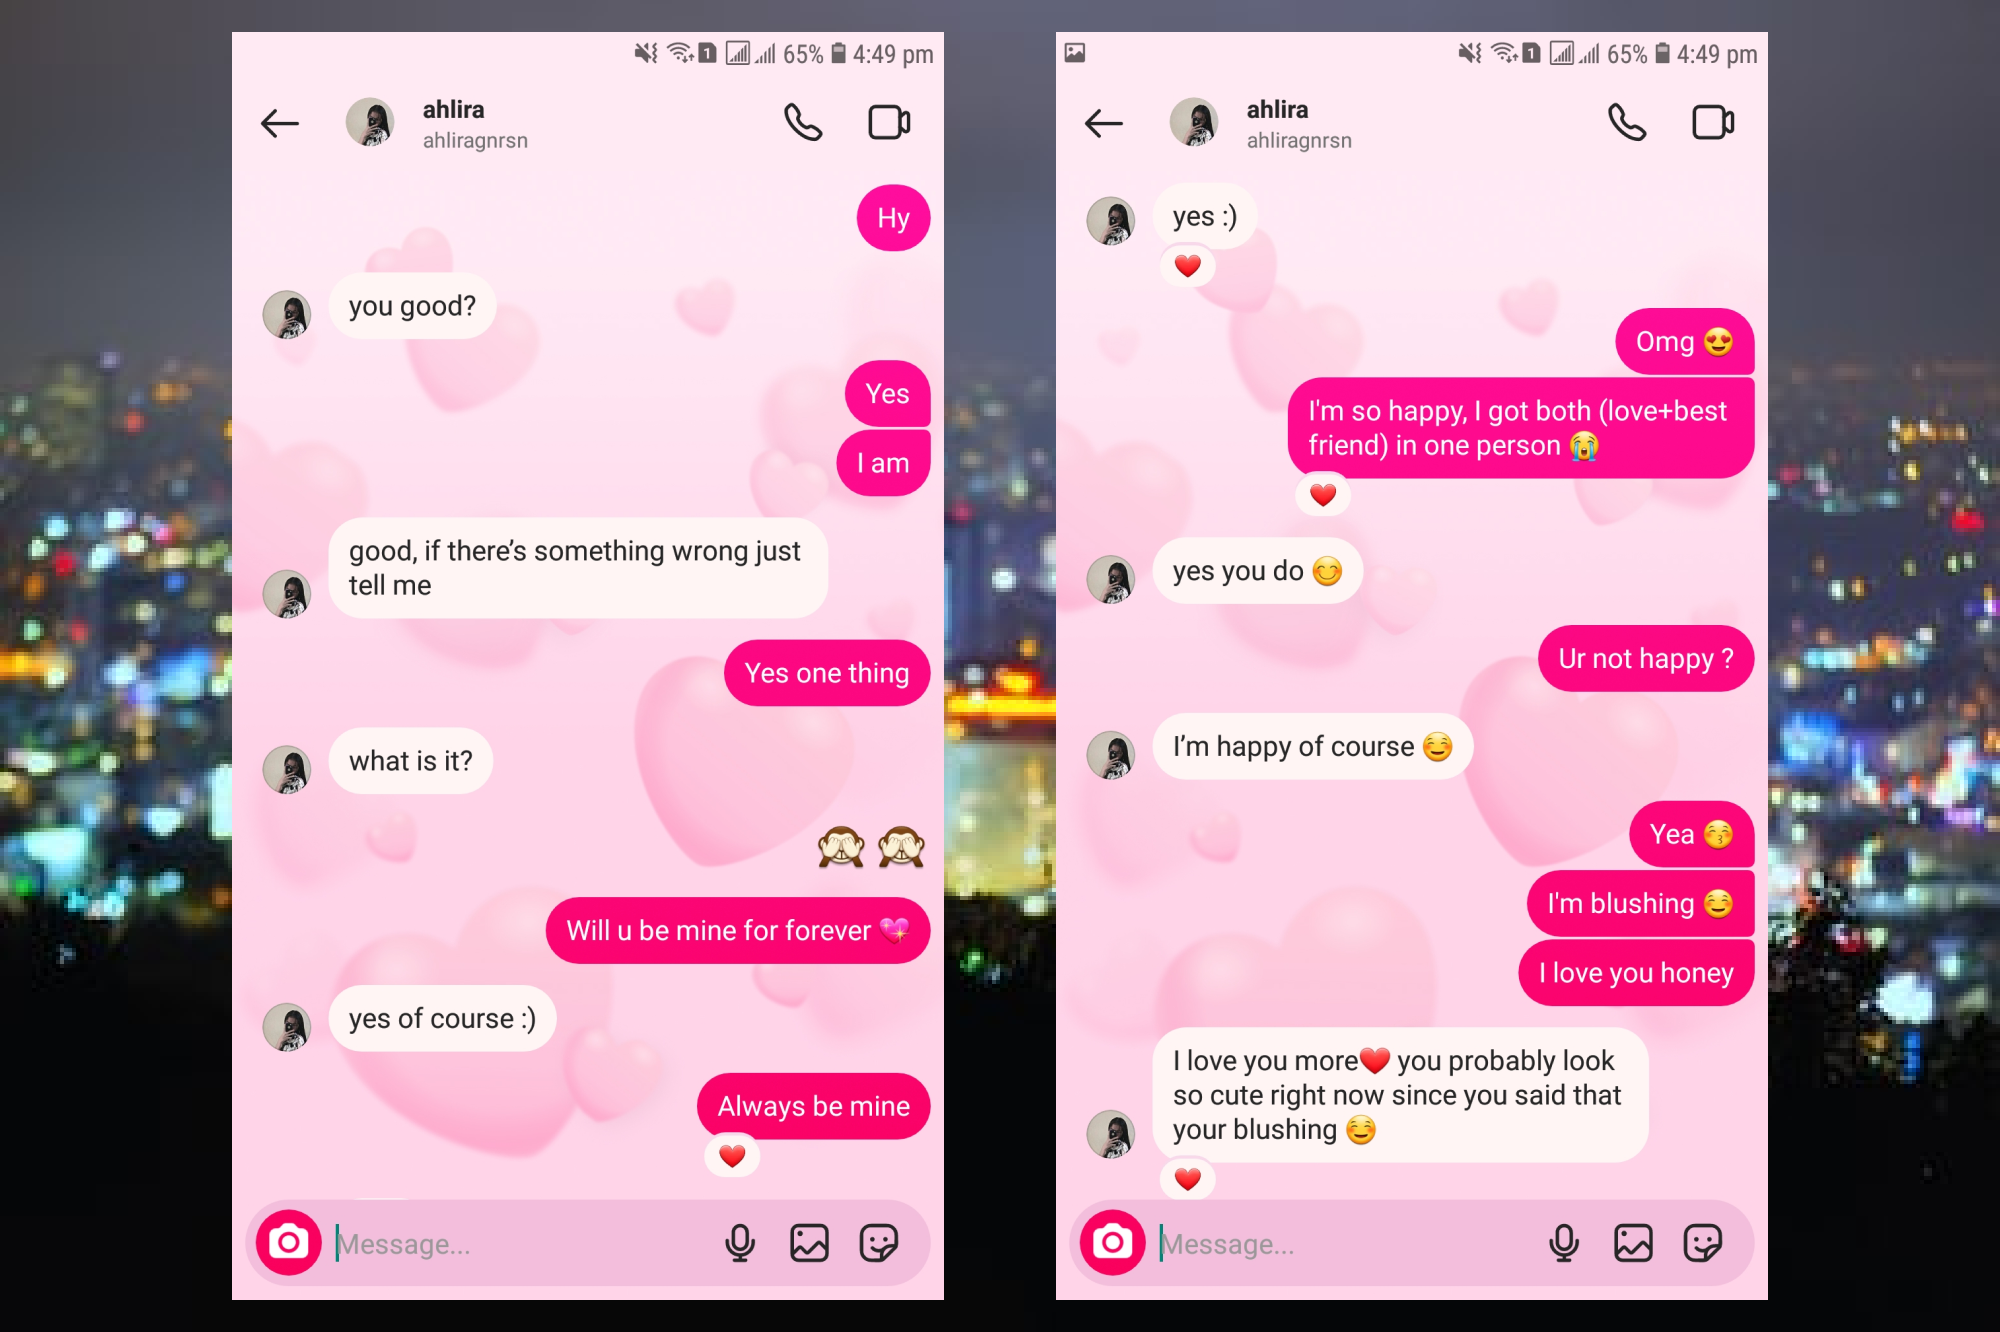 65% 4:49 pm
ahlira
ahliragnrsn
Hy
you good?
Yes
I am
good, if there’s something wrong just
tell me
Yes one thing
what is it?
🙈 🙈
Will u be mine for forever 💖
yes of course :)
Always be mine
❤️
Message...
1 65% 4:49 pm
ahlira
ahliragnrsn
yes :)
❤️
Omg 😍
I'm so happy, I got both (love+best
friend) in one person 😭
❤️
yes you do 😊
Ur not happy ?
I’m happy of course ☺️
Yea 😚
I'm blushing ☺️
I love you honey
I love you more❤️ you probably look
so cute right now since you said that
your blushing ☺️
❤️
Message...